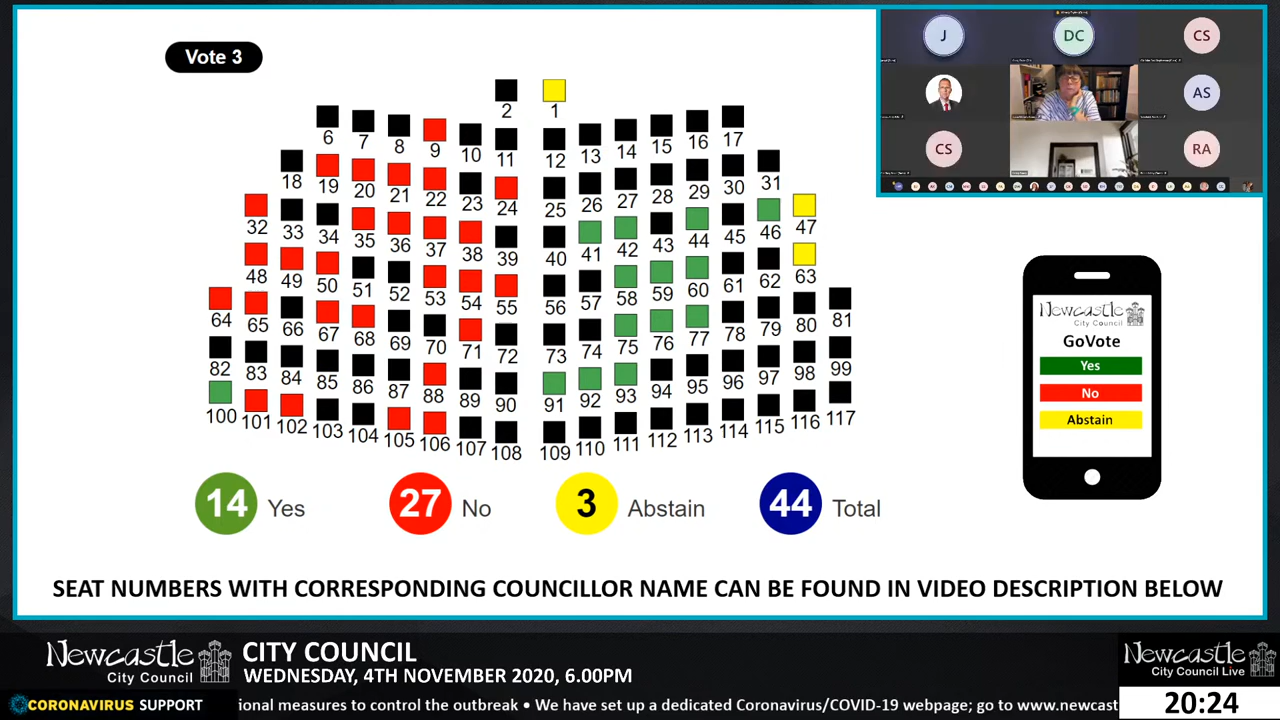 Vote 3
J
DC
CS
AS
CS
RA
2 1
6 7 8 9 10 11 12 13 14 15 16 17
18 19 20 21 22 23 24 25 26 27 28 29 30 31
32 33 34 35 36 37 38 39 40 41 42 43 44 45 46 47
48 49 50 51 52 53 54 55 56 57 58 59 60 61 62 63
64 65 66 67 68 69 70 71 72 73 74 75 76 77 78 79 80 81
82 83 84 85 86 87 88 89 90 91 92 93 94 95 96 97 98 99
100 101 102 103 104 105 106 107 108 109 110 111 112 113 114 115 116 117
14 Yes 27 No 3 Abstain 44 Total
Newcastle
City Council
GoVote
Yes
No
Abstain
SEAT NUMBERS WITH CORRESPONDING COUNCILLOR NAME CAN BE FOUND IN VIDEO DESCRIPTION BELOW
Newcastle
City Council
CITY COUNCIL
WEDNESDAY, 4TH NOVEMBER 2020, 6.00PM
Newcastle
City Council Live
CORONAVIRUS SUPPORT
ional measures to control the outbreak • We have set up a dedicated Coronavirus/COVID-19 webpage; go to www.newcast
20:24